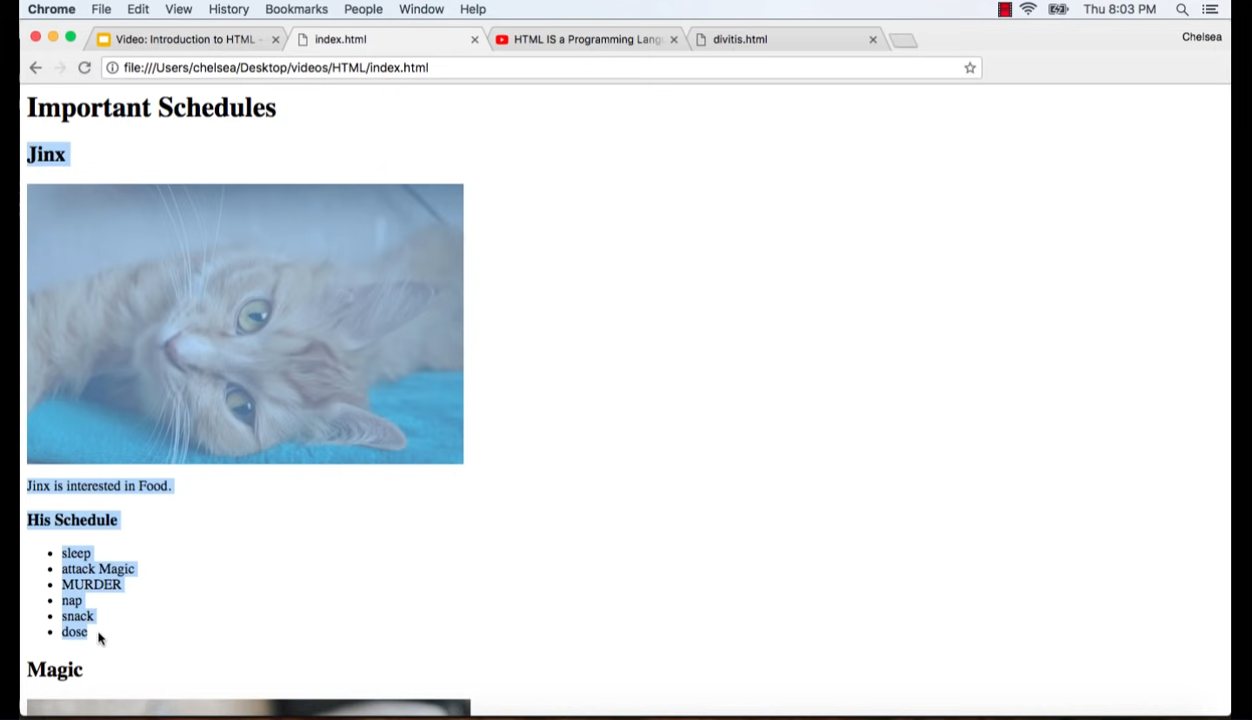 Chrome File Edit View History Bookmarks People Window Help Thu 8:03 PM
Video: Introduction to HTML - index.html HTML IS a Programming Lang divitis.html Chelsea
file:///Users/chelsea/Desktop/videos/HTML/index.html
Important Schedules
Jinx
Jinx is interested in Food.
His Schedule
• sleep
• attack Magic
• MURDER
• nap
• snack
• dose
Magic